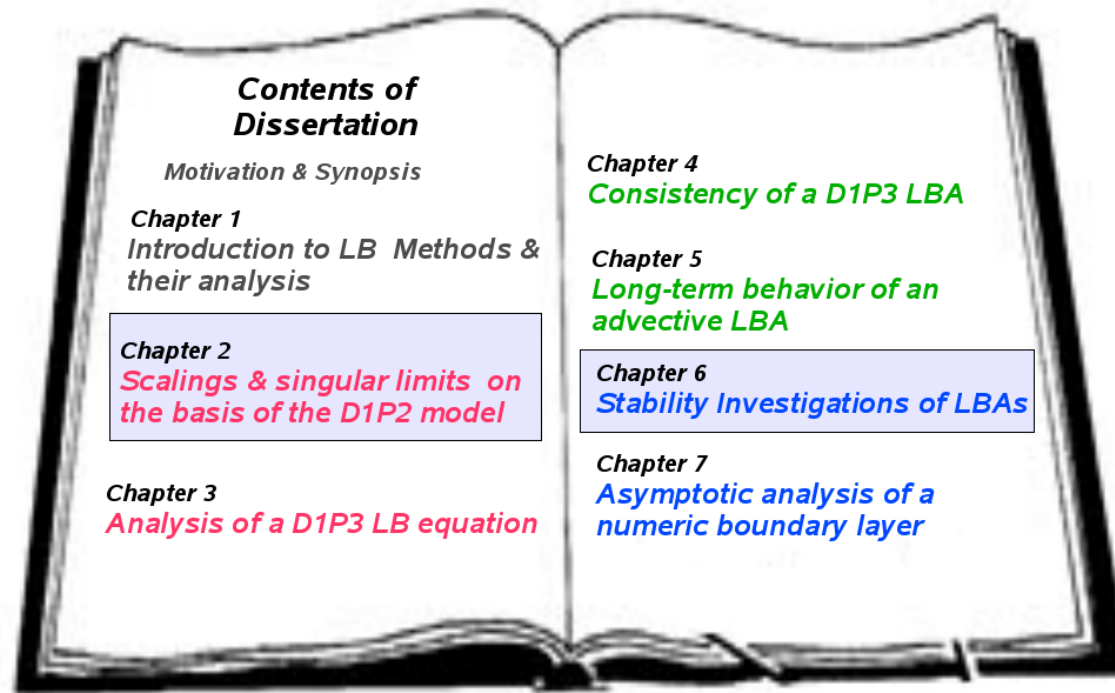 Contents of
Dissertation
Motivation & Synopsis
Chapter 1
Introduction to LB Methods &
their analysis
Chapter 2
Scalings & singular limits on
the basis of the D1P2 model
Chapter 3
Analysis of a D1P3 LB equation
Chapter 4
Consistency of a D1P3 LBA
Chapter 5
Long-term behavior of an
advective LBA
Chapter 6
Stability Investigations of LBAs
Chapter 7
Asymptotic analysis of a
numeric boundary layer